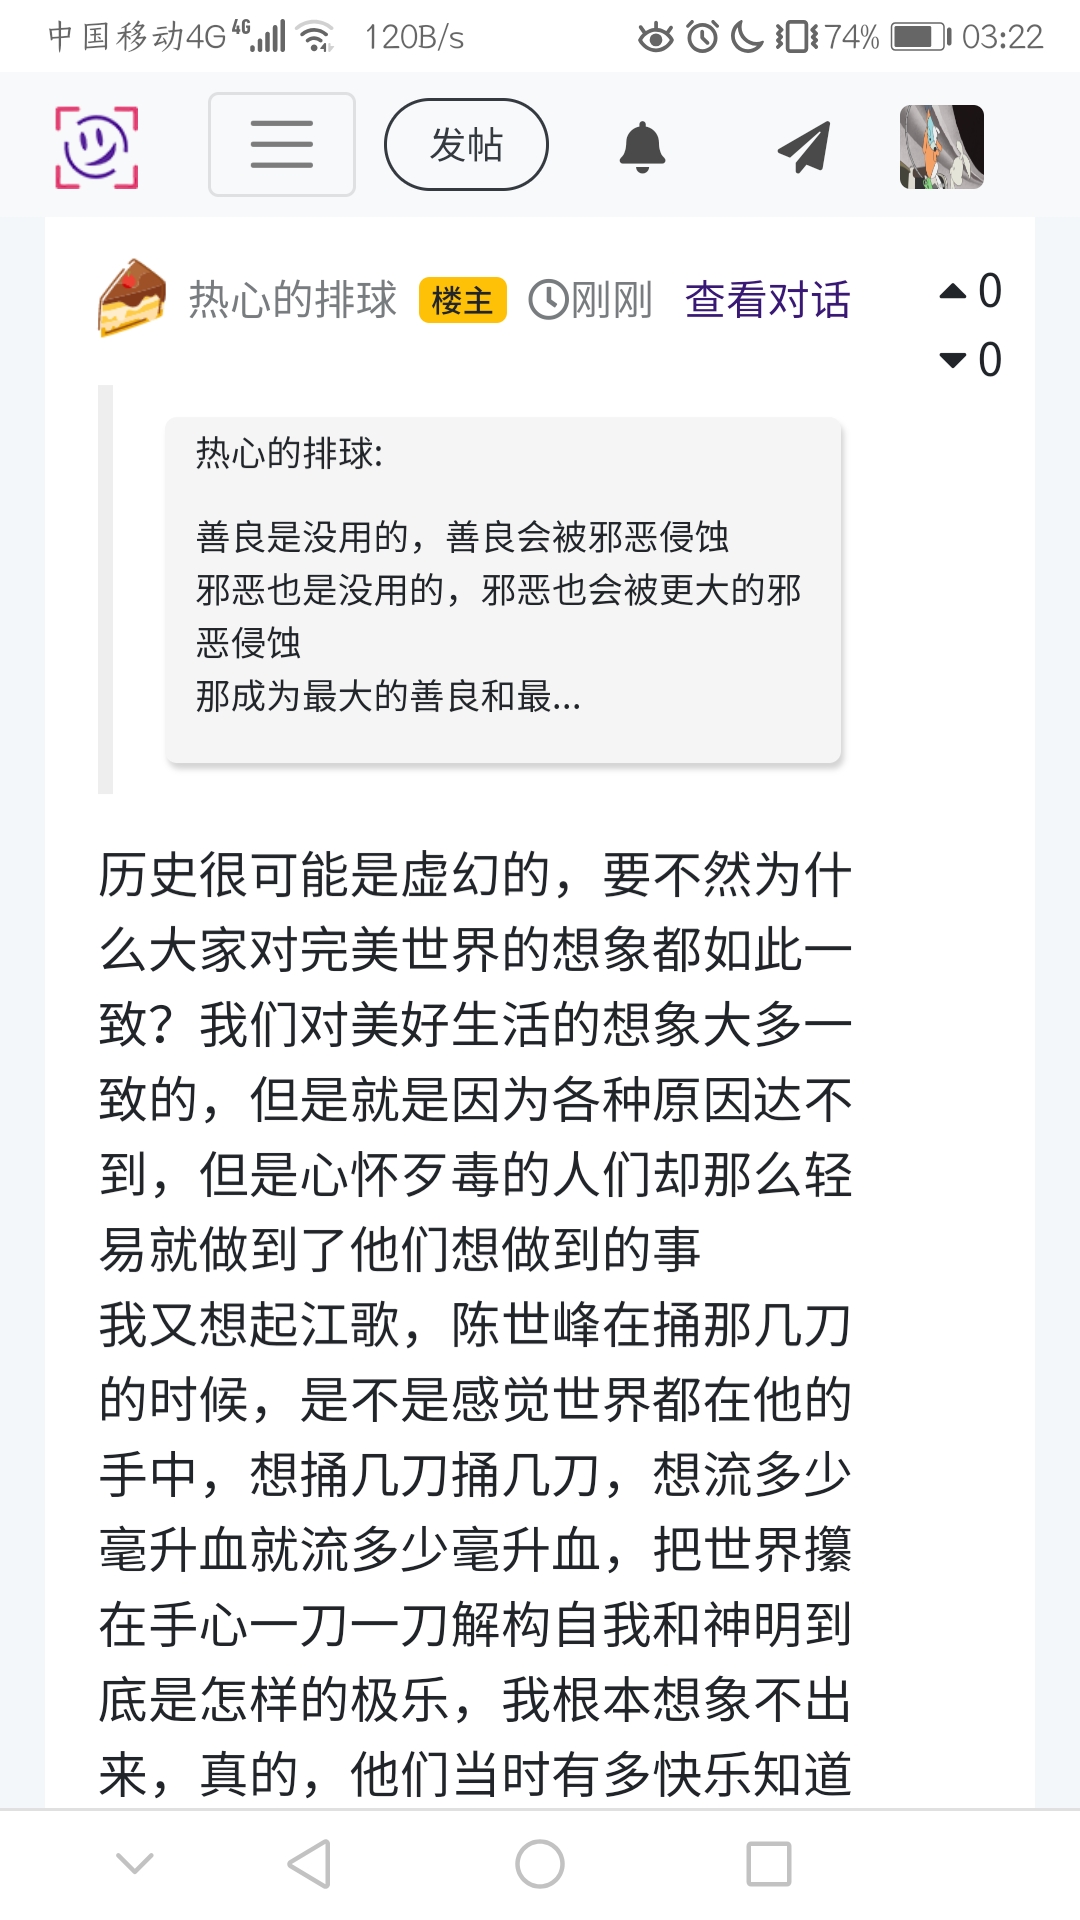 中国移动4G 4G 120B/s 74% 03:22
发帖
热心的排球 楼主 刚刚 查看对话 0
0
热心的排球:
善良是没用的，善良会被邪恶侵蚀
邪恶也是没用的，邪恶也会被更大的邪
恶侵蚀
那成为最大的善良和最...
历史很可能是虚幻的，要不然为什
么大家对完美世界的想象都如此一
致？我们对美好生活的想象大多一
致的，但是就是因为各种原因达不
到，但是心怀歹毒的人们却那么轻
易就做到了他们想做到的事
我又想起江歌，陈世峰在捅那几刀
的时候，是不是感觉世界都在他的
手中，想捅几刀捅几刀，想流多少
毫升血就流多少毫升血，把世界攥
在手心一刀一刀解构自我和神明到
底是怎样的极乐，我根本想象不出
来，真的，他们当时有多快乐知道